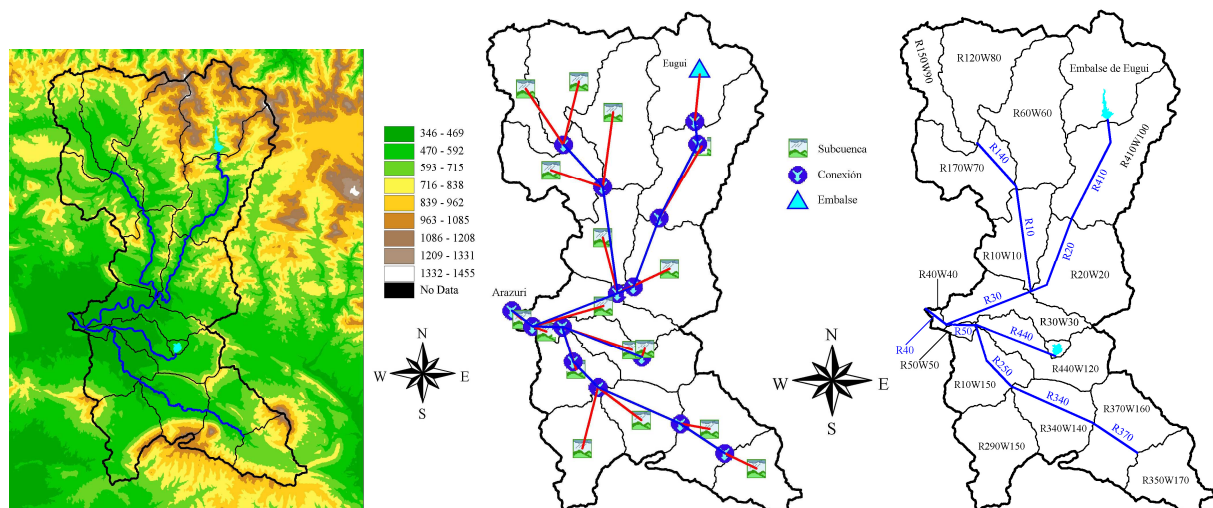 346 - 469
470 - 592
593 - 715
716 - 838
839 - 962
963 - 1085
1086 - 1208
1209 - 1331
1332 - 1455
No Data
N
W
E
S
Eugui
Arazuri
Subcuenca
Conexión
Embalse
N
W
E
S
R150W90
R120W80
Embalse de Eugui
R60W60
R410W100
R140
R170W70
R410
R10
R20
R10W10
R20W20
R40W40
R30
R30W30
R50
R440
R40
R50W50
R440W120
R250
R10W150
R340
R370W160
R340W140
R370
R290W150
R350W170